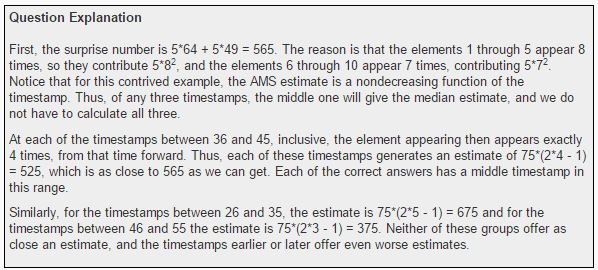 Question Explanation
First, the surprise number is 5*64 + 5*49 = 565. The reason is that the elements 1 through 5 appear 8
times, so they contribute 5*8², and the elements 6 through 10 appear 7 times, contributing 5*7².
Notice that for this contrived example, the AMS estimate is a nondecreasing function of the
timestamp. Thus, of any three timestamps, the middle one will give the median estimate, and we do
not have to calculate all three.
At each of the timestamps between 36 and 45, inclusive, the element appearing then appears exactly
4 times, from that time forward. Thus, each of these timestamps generates an estimate of 75*(2*4 - 1)
= 525, which is as close to 565 as we can get. Each of the correct answers has a middle timestamp in
this range.
Similarly, for the timestamps between 26 and 35, the estimate is 75*(2*5 - 1) = 675 and for the
timestamps between 46 and 55 the estimate is 75*(2*3 - 1) = 375. Neither of these groups offer as
close an estimate, and the timestamps earlier or later offer even worse estimates.